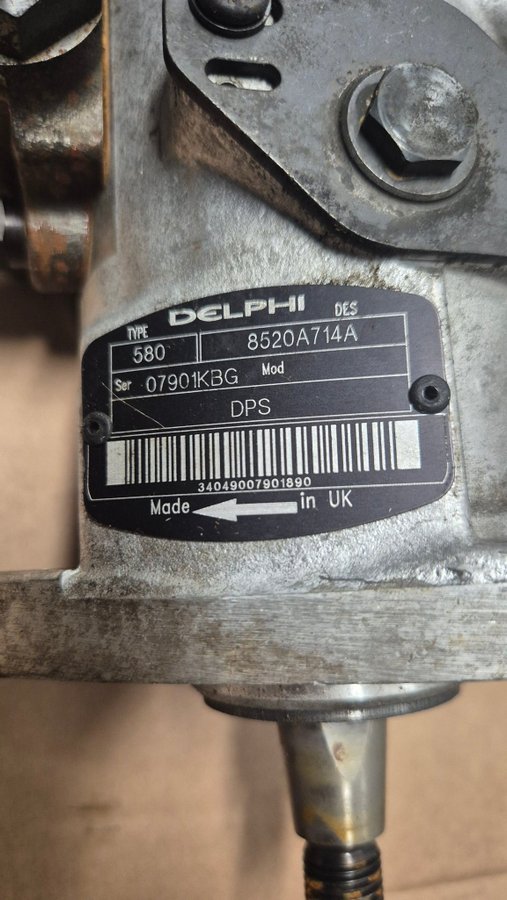 DELPHI
TYPE DES
580 8520A714A
Ser 07901KBG Mod
DPS
34049007901890
Made in UK